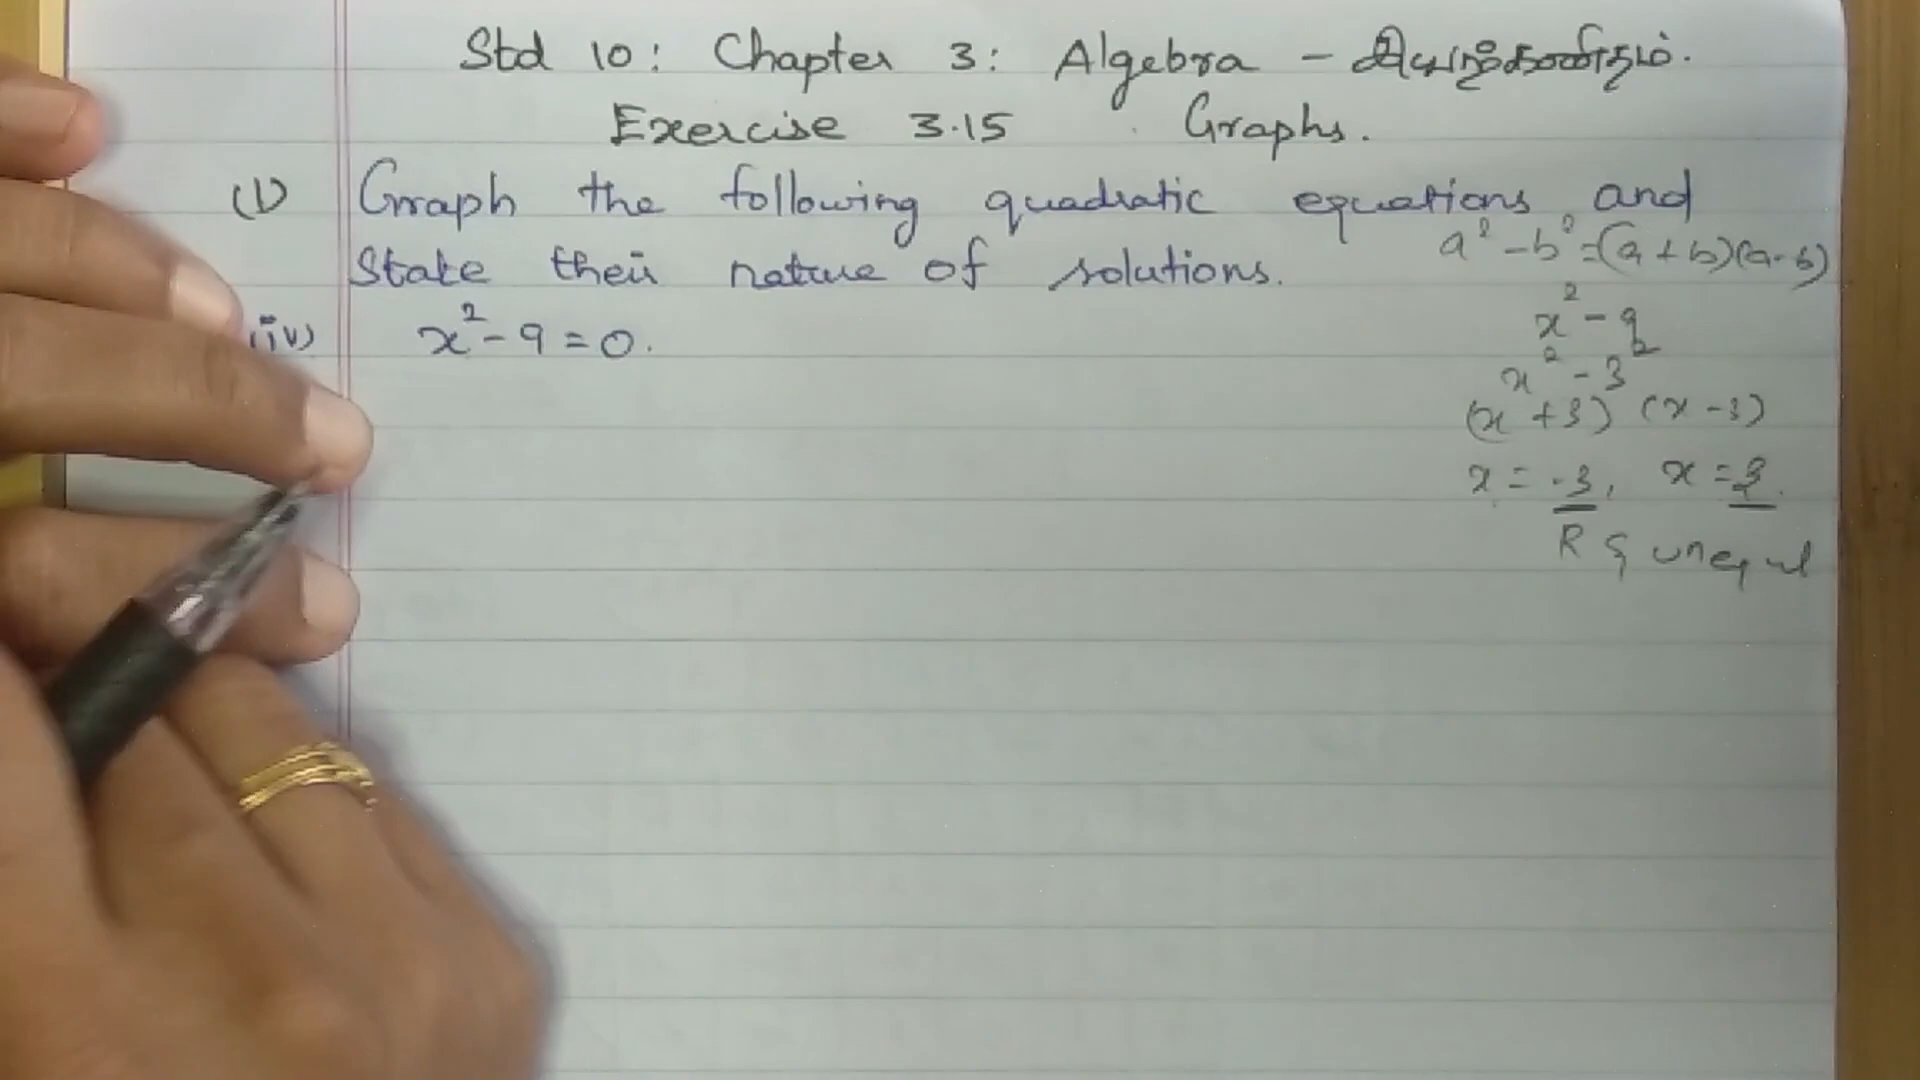 Std 10: Chapter 3: Algebra - இயற்கணிதம்.
Exercise 3.15 Graphs.
(1) Graph the following quadratic equations and
State their nature of solutions.
(iv) x² - 9 = 0.
a² - b² = (a + b)(a - b)
x² - 9
x² - 3²
(x + 3) (x - 3)
x = -3, x = 3.
R & unequal